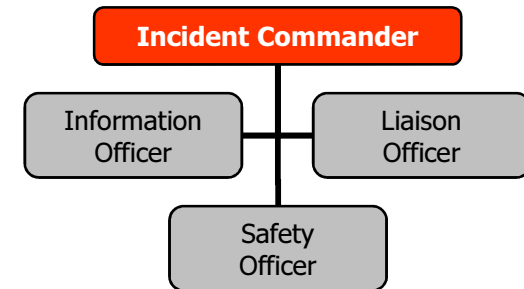 Incident Commander
Information
Officer
Liaison
Officer
Safety
Officer